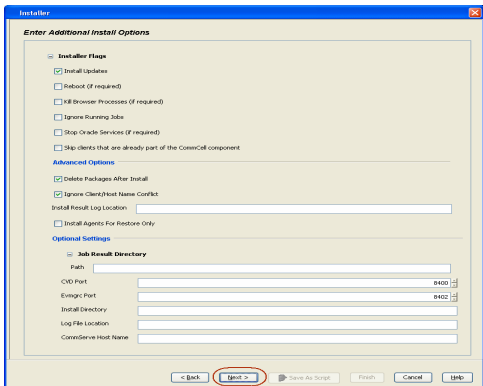 Installer
Enter Additional Install Options
Installer Flags
Install Updates
Reboot (if required)
Kill Browser Processes (if required)
Ignore Running Jobs
Stop Oracle Services (if required)
Skip clients that are already part of the CommCell component
Advanced Options
Delete Packages After Install
Ignore Client/Host Name Conflict
Install Result Log Location
Install Agents For Restore Only
Optional Settings
Job Result Directory
Path
CVD Port 8400
Evmgrc Port 8402
Install Directory
Log File Location
CommServe Host Name
< Back Next > Save As Script Finish Cancel Help